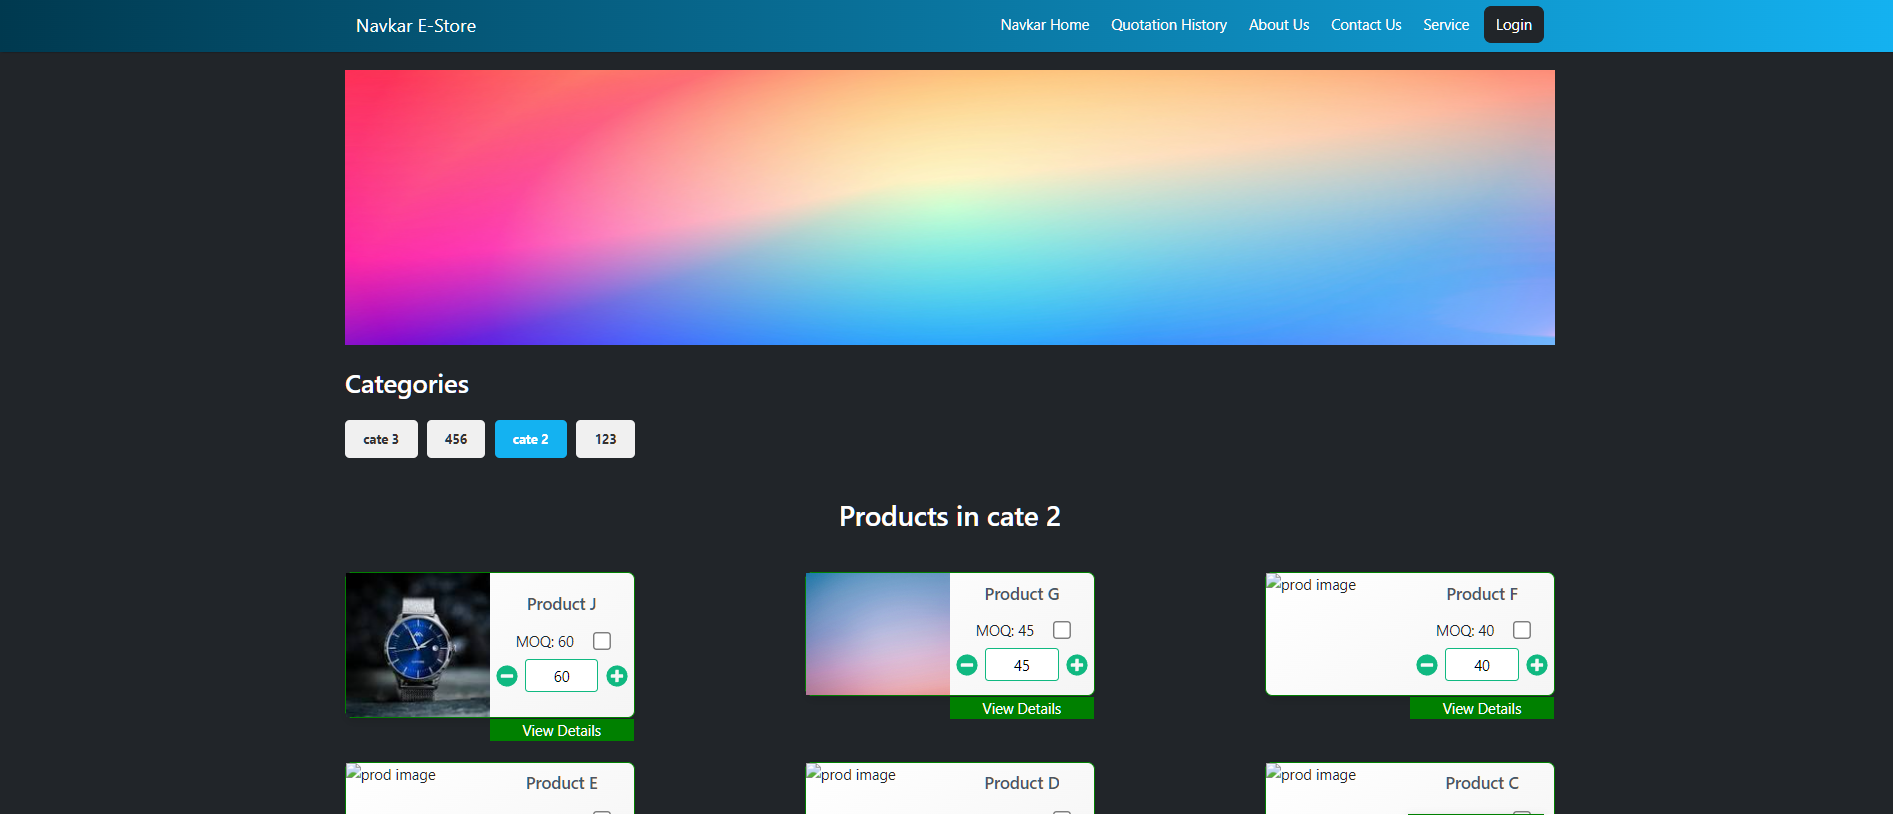 Navkar E-Store
Navkar Home
Quotation History
About Us
Contact Us
Service
Login
Categories
cate 3
456
cate 2
123
Products in cate 2
Product J
MOQ: 60
60
View Details
Product G
MOQ: 45
45
View Details
prod image
Product F
MOQ: 40
40
View Details
prod image
Product E
prod image
Product D
prod image
Product C